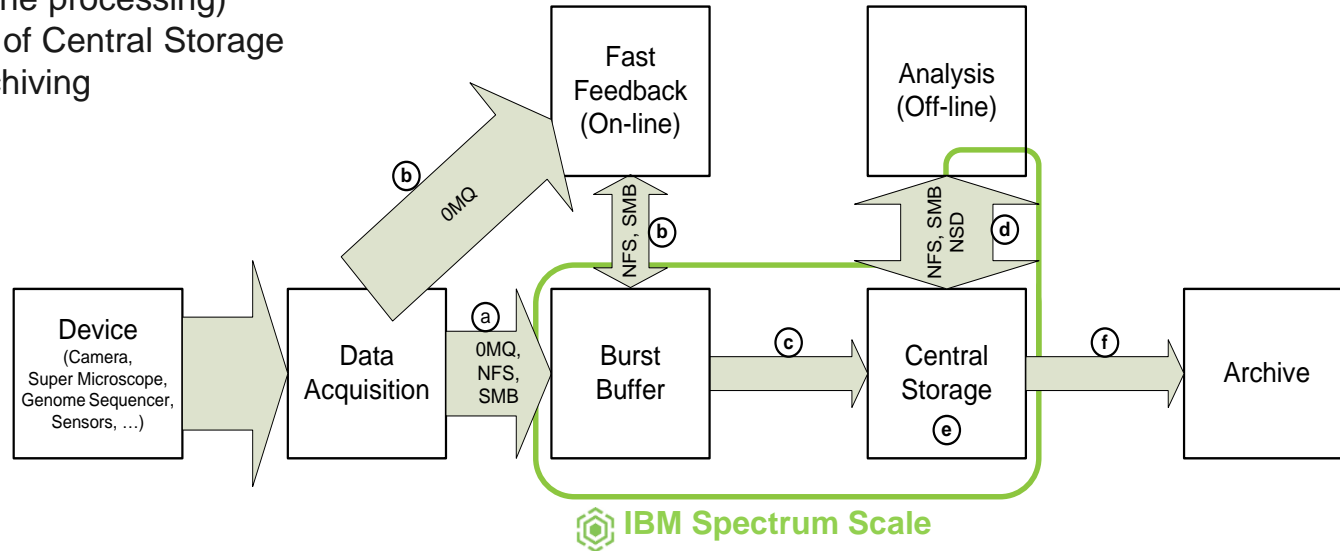 ne processing)
of Central Storage
chiving
Fast
Feedback
(On-line)
Analysis
(Off-line)
b
0MQ
NFS, SMB
b
NFS, SMB
NSD
d
Device
(Camera,
Super Microscope,
Genome Sequencer,
Sensors, …)
Data
Acquisition
a
0MQ,
NFS,
SMB
Burst
Buffer
c
Central
Storage
e
f
Archive
IBM Spectrum Scale